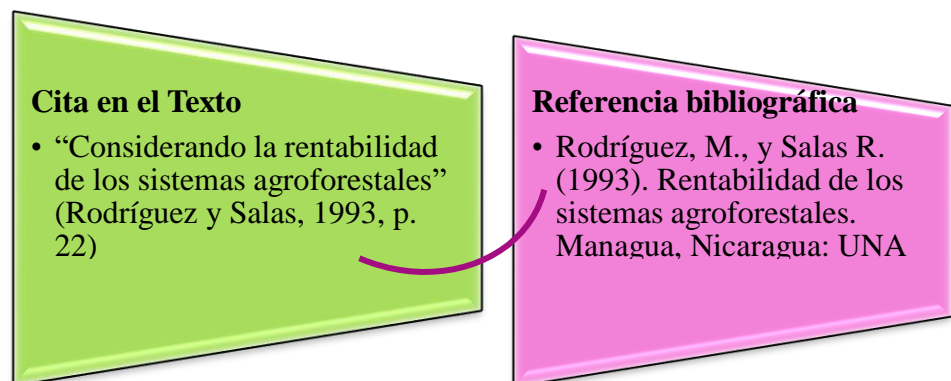 Cita en el Texto
• “Considerando la rentabilidad
de los sistemas agroforestales”
(Rodríguez y Salas, 1993, p.
22)
Referencia bibliográfica
• Rodríguez, M., y Salas R.
(1993). Rentabilidad de los
sistemas agroforestales.
Managua, Nicaragua: UNA